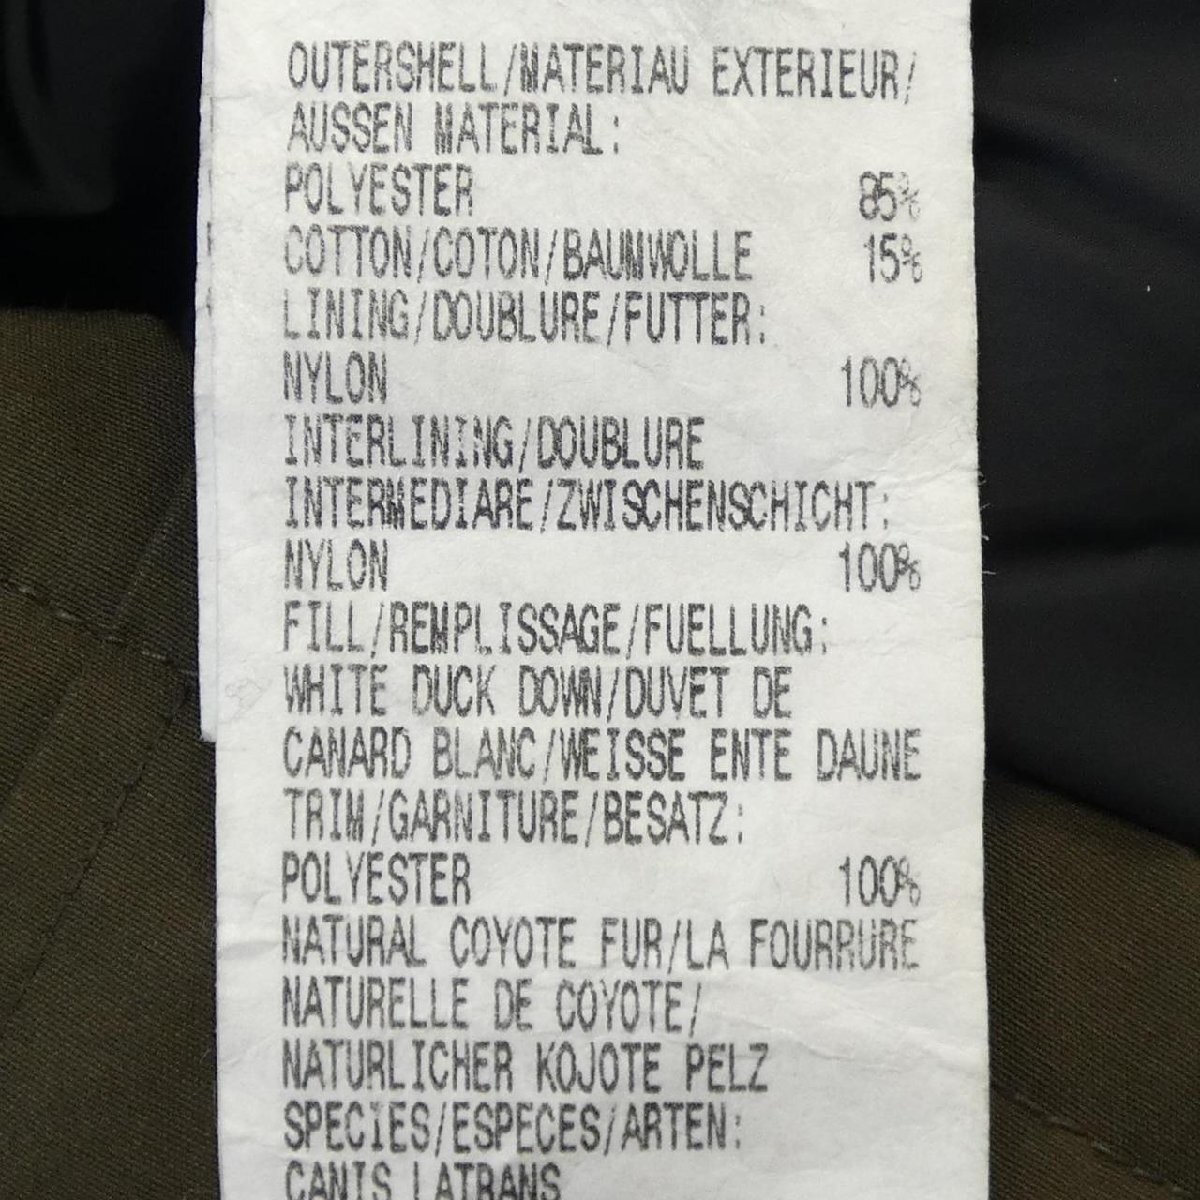 OUTERSHELL/MATERIAU EXTERIEUR/
AUSSEN MATERIAL:
POLYESTER 85%
COTTON/COTON/BAUMWOLLE 15%
LINING/DOUBLURE/FUTTER:
NYLON 100%
INTERLINING/DOUBLURE
INTERMEDIARE/ZWISCHENSCHICHT:
NYLON 100%
FILL/REMPLISSAGE/FUELLUNG:
WHITE DUCK DOWN/DUVET DE
CANARD BLANC/WEISSE ENTE DAUNE
TRIM/GARNITURE/BESATZ:
POLYESTER 100%
NATURAL COYOTE FUR/LA FOURRURE
NATURELLE DE COYOTE/
NATURLICHER KOJOTE PELZ
SPECIES/ESPECES/ARTEN:
CANIS LATRANS